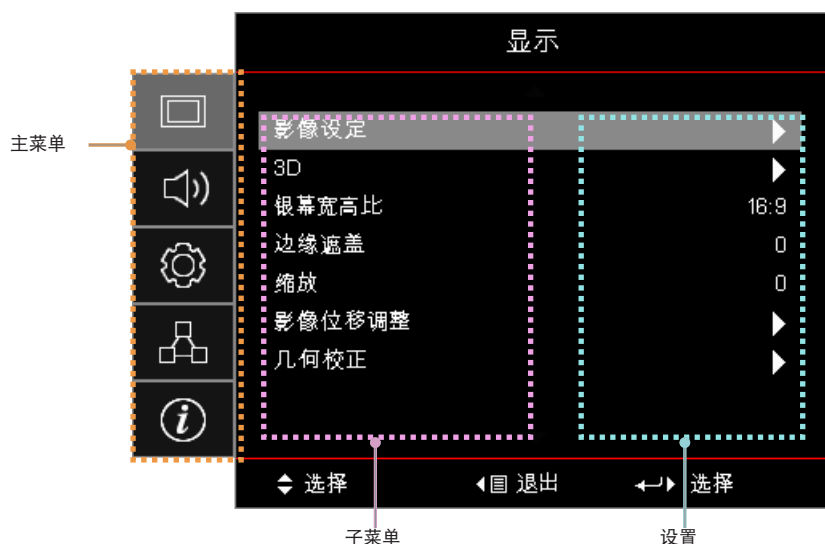 显示
主菜单
影像设定
3D
银幕宽高比 16:9
边缘遮盖 0
缩放 0
影像位移调整
几何校正
选择 退出 选择
子菜单 设置